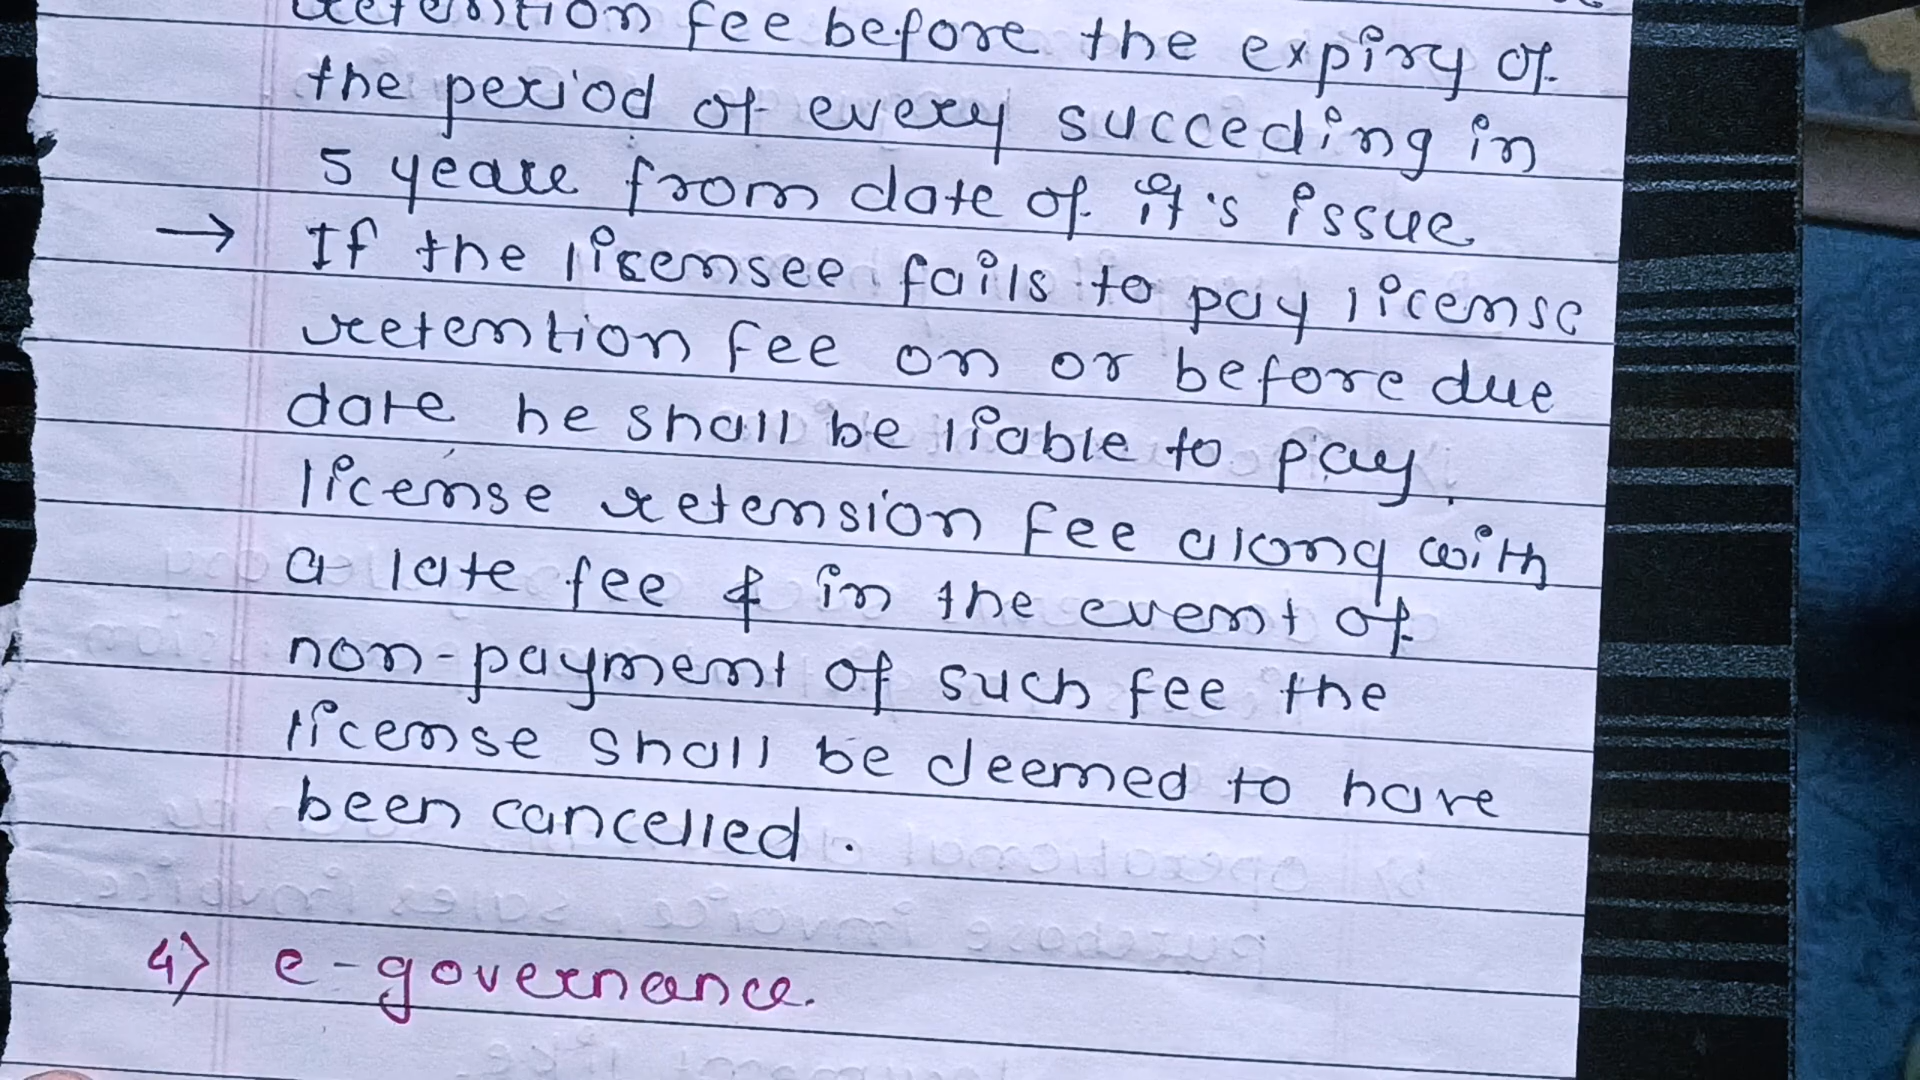 retention fee before the expiry of
the period of every succeding in
5 yeare from date of it's issue
→ If the licensee fails to pay license
retention fee on or before due
date he shall be liable to pay
license retension fee along with
a late fee & in the event of
non-payment of such fee the
license shall be deemed to have
been cancelled.
4) e-governance.